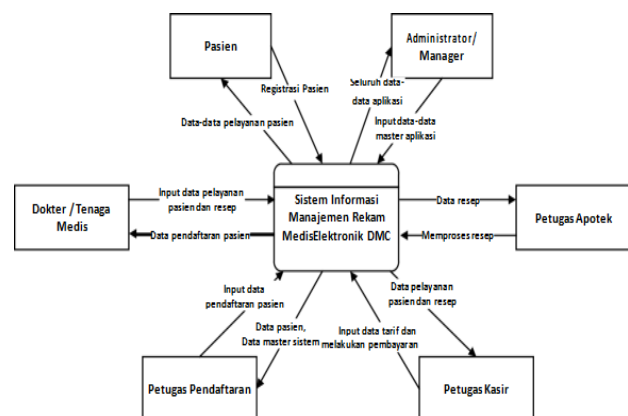 Pasien
Administrator/
Manager
Registrasi Pasien
Seluruh data-
data aplikasi
Data-data pelayanan pasien
Input data-data
master aplikasi
Dokter / Tenaga
Medis
Input data pelayanan
pasien dan resep
Data pendaftaran pasien
Sistem Informasi
Manajemen Rekam
MedisElektronik DMC
Data resep
Memproses resep
Petugas Apotek
Input data
pendaftaran pasien
Data pasien,
Data master sistem
Input data tarif dan
melakukan pembayaran
Data pelayanan
pasien dan resep
Petugas Pendaftaran
Petugas Kasir